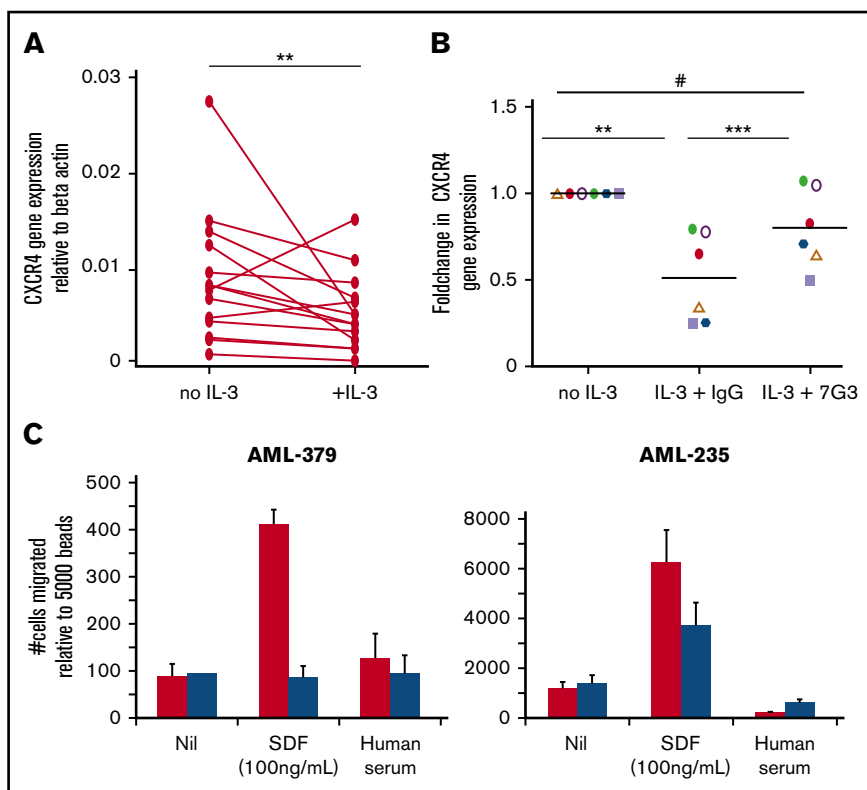 A
**
0.03
0.02
0.01
0
CXCR4 gene expression
relative to beta actin
no IL-3
+IL-3
B
#
**
***
1.5
1.0
0.5
0
Foldchange in CXCR4
gene expression
no IL-3
IL-3 + IgG
IL-3 + 7G3
C
AML-379
500
400
300
200
100
0
#cells migrated
relative to 5000 beads
Nil
SDF
(100ng/mL)
Human
serum
AML-235
8000
6000
4000
2000
0
Nil
SDF
(100ng/mL)
Human
serum